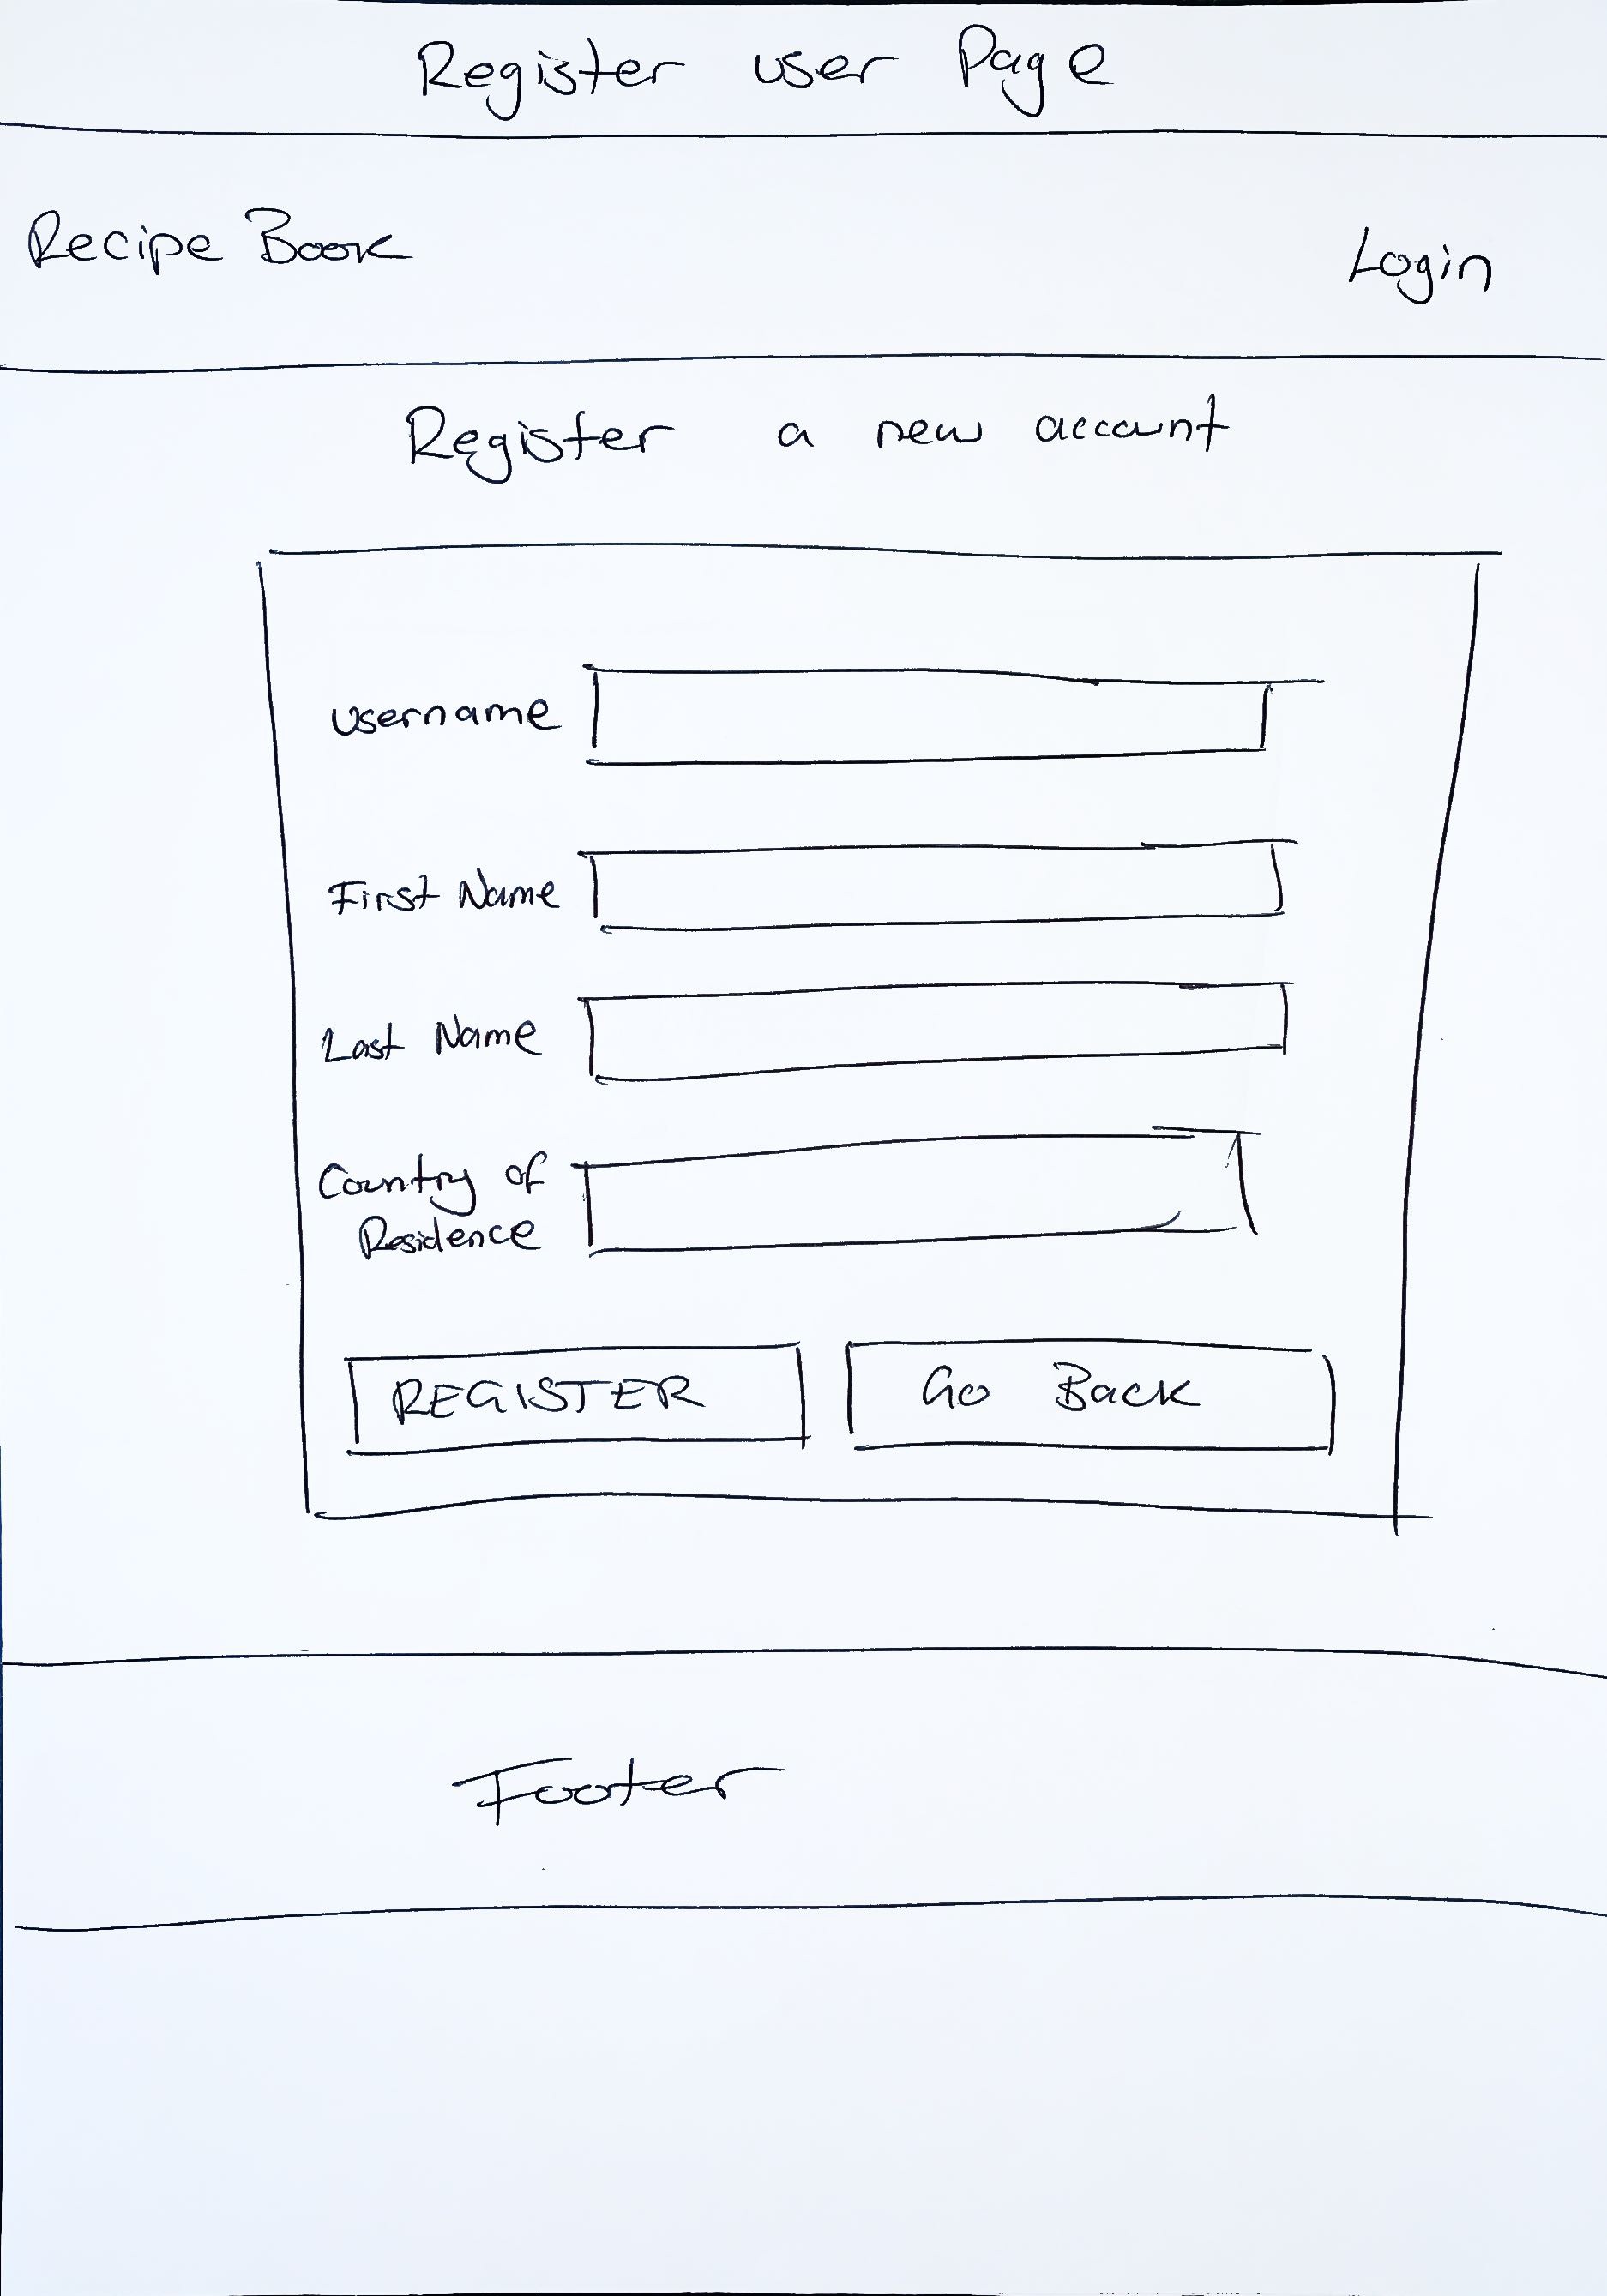 Register user Page
Recipe Book
Login
Register a new account
username
First Name
Last Name
Country of
Residence
REGISTER
Go Back
Footer